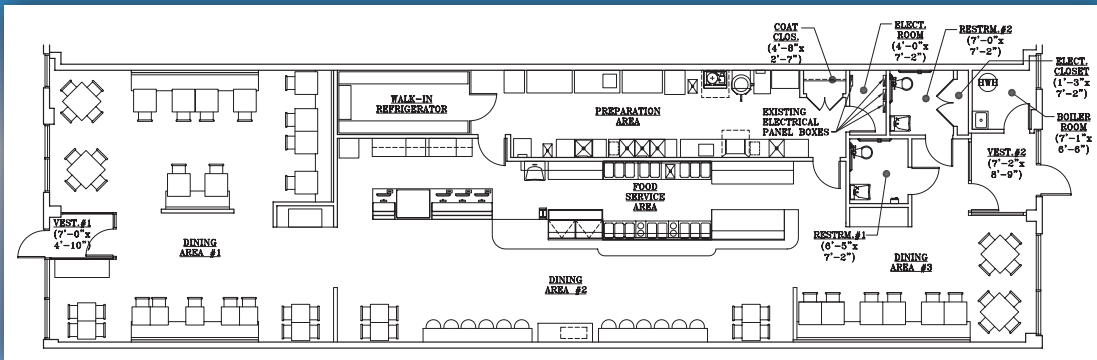 COAT
CLOS.
(4'-8"x
2'-7")
ELECT.
ROOM
(4'-0"x
7'-2")
RESTRM.#2
(7'-0"x
7'-2")
ELECT.
CLOSET
(1'-3"x
7'-2")
HWH
WALK-IN
REFRIGERATOR
PREPARATION
AREA
EXISTING
ELECTRICAL
PANEL BOXES
BOILER
ROOM
(7'-1"x
6'-6")
VEST.#2
(7'-2"x
8'-9")
FOOD
SERVICE
AREA
VEST.#1
(7'-0"x
4'-10")
DINING
AREA #1
RESTRM.#1
(6'-5"x
7'-2")
DINING
AREA #3
DINING
AREA #2